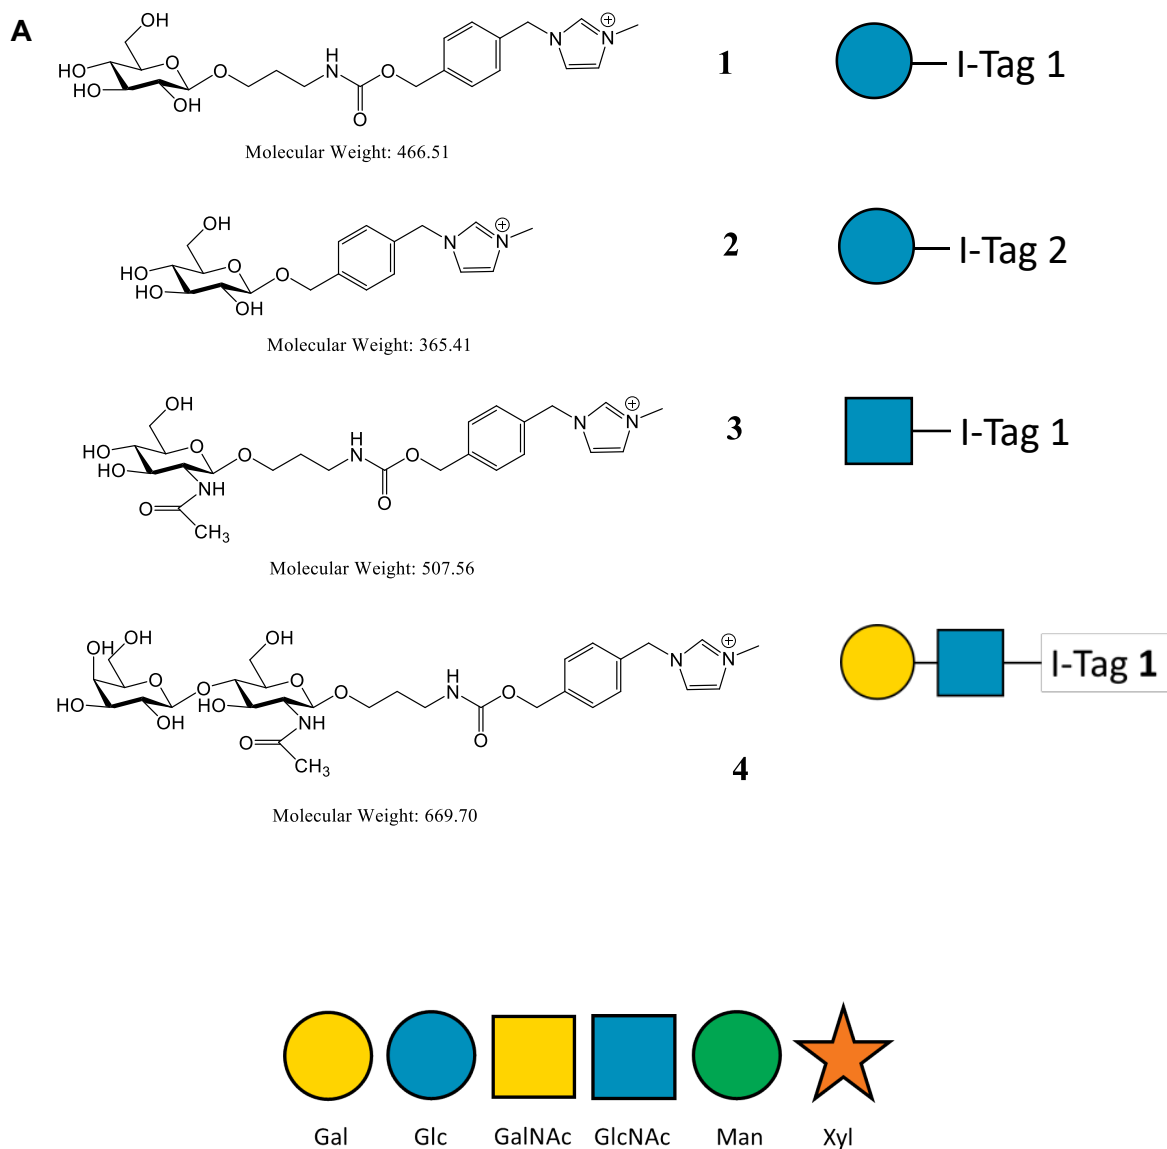 A
OH
HO
HO
OH
O
O
H
N
O
O
N
N
⊕
1
I-Tag 1
Molecular Weight: 466.51
OH
HO
HO
OH
O
O
N
N
⊕
2
I-Tag 2
Molecular Weight: 365.41
OH
HO
HO
O
O
NH
O
CH3
H
N
O
O
N
N
⊕
3
I-Tag 1
Molecular Weight: 507.56
OH
OH
HO
OH
O
O
OH
HO
O
O
NH
O
CH3
H
N
O
O
N
N
⊕
4
I-Tag 1
Molecular Weight: 669.70
Gal Glc GalNAc GlcNAc Man Xyl